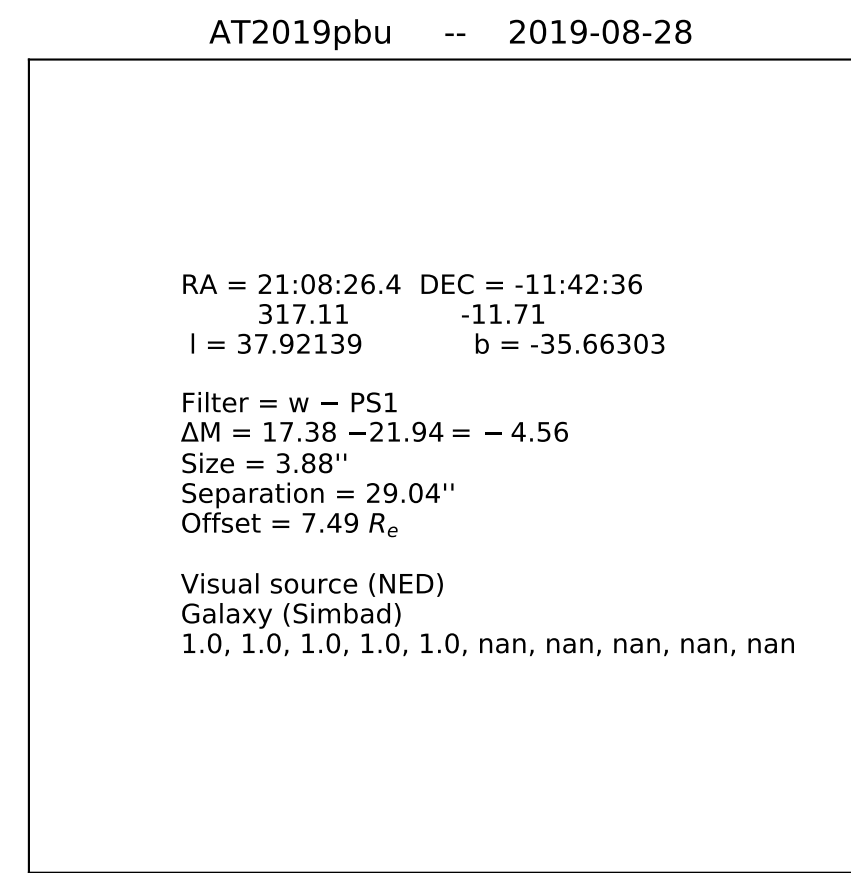 AT2019pbu -- 2019-08-28
RA = 21:08:26.4 DEC = -11:42:36
317.11 -11.71
l = 37.92139 b = -35.66303
Filter = w − PS1
ΔM = 17.38 −21.94 = − 4.56
Size = 3.88''
Separation = 29.04''
Offset = 7.49 Rₑ
Visual source (NED)
Galaxy (Simbad)
1.0, 1.0, 1.0, 1.0, 1.0, nan, nan, nan, nan, nan